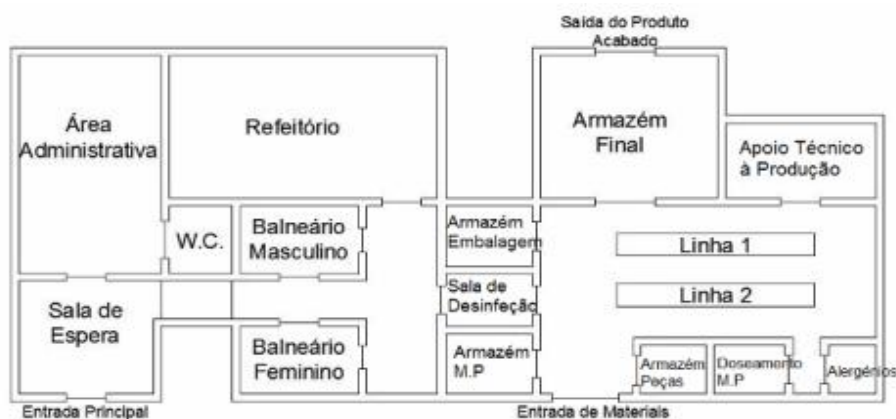 Saída do Produto
Acabado
Área
Administrativa
Refeitório
Armazém
Final
Apoio Técnico
à Produção
W.C.
Balneário
Masculino
Armazém
Embalagem
Linha 1
Sala de
Desinfeção
Linha 2
Sala de
Espera
Balneário
Feminino
Armazém
M.P
Armazém
Peças
Doseamento
M.P
Alergénios
Entrada Principal
Entrada de Materiais